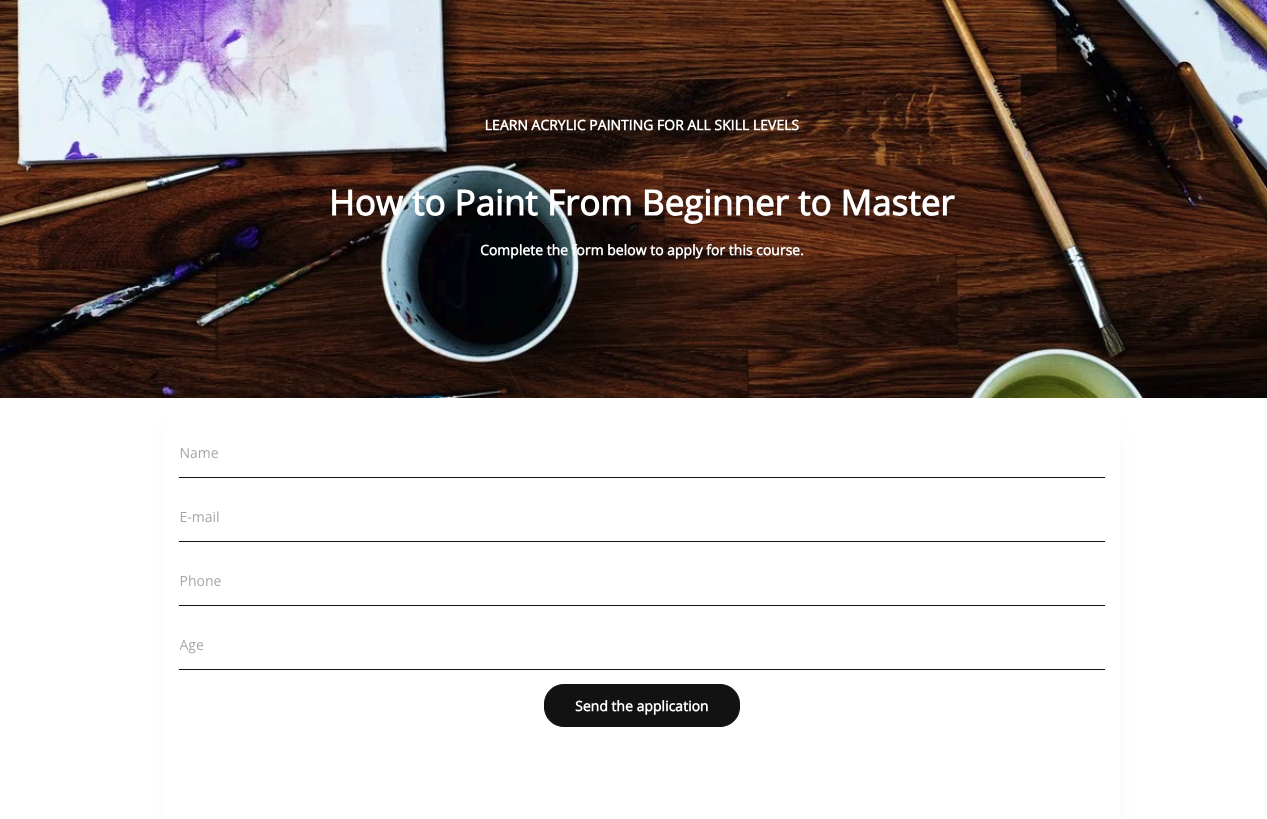 LEARN ACRYLIC PAINTING FOR ALL SKILL LEVELS
How to Paint From Beginner to Master
Complete the form below to apply for this course.
Name
E-mail
Phone
Age
Send the application